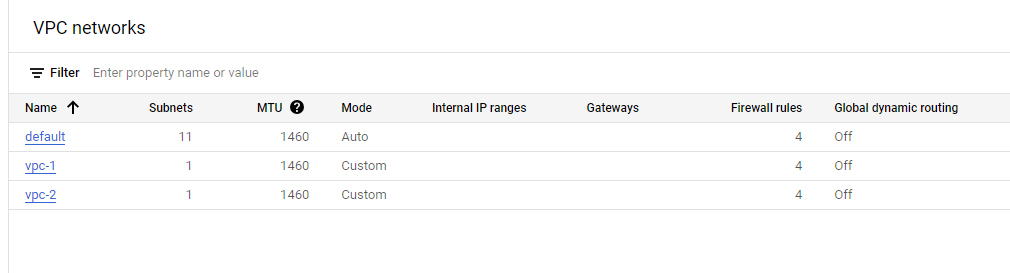 VPC networks
Filter Enter property name or value
Name Subnets MTU ? Mode Internal IP ranges Gateways Firewall rules Global dynamic routing
default 11 1460 Auto 4 Off
vpc-1 1 1460 Custom 4 Off
vpc-2 1 1460 Custom 4 Off